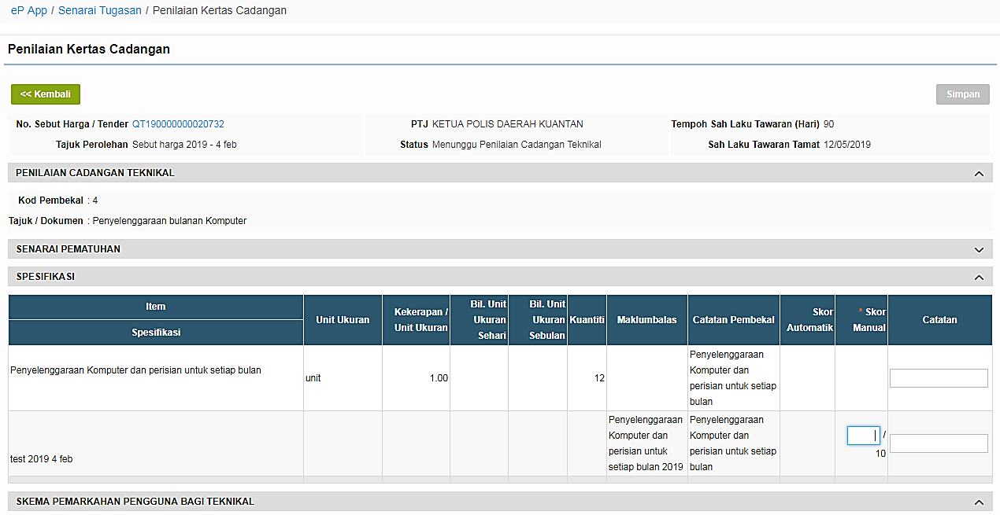 eP App / Senarai Tugasan / Penilaian Kertas Cadangan
Penilaian Kertas Cadangan
<< Kembali
Simpan
No. Sebut Harga / Tender QT190000000020732
PTJ KETUA POLIS DAERAH KUANTAN
Tempoh Sah Laku Tawaran (Hari) 90
Tajuk Perolehan Sebut harga 2019 - 4 feb
Status Menunggu Penilaian Cadangan Teknikal
Sah Laku Tawaran Tamat 12/05/2019
PENILAIAN CADANGAN TEKNIKAL
Kod Pembekal : 4
Tajuk / Dokumen : Penyelenggaraan bulanan Komputer
SENARAI PEMATUHAN
SPESIFIKASI
Item
Spesifikasi
Unit Ukuran
Kekerapan /
Unit Ukuran
Bil. Unit
Ukuran
Sehari
Bil. Unit
Ukuran
Sebulan
Kuantiti
Maklumbalas
Catatan Pembekal
Skor
Automatik
* Skor
Manual
Catatan
Penyelenggaraan Komputer dan perisian untuk setiap bulan
unit
1.00
12
Penyelenggaraan
Komputer dan
perisian untuk setiap
bulan
test 2019 4 feb
Penyelenggaraan
Komputer dan
perisian untuk
setiap bulan 2019
Penyelenggaraan
Komputer dan
perisian untuk setiap
bulan
/
10
SKEMA PEMARKAHAN PENGGUNA BAGI TEKNIKAL